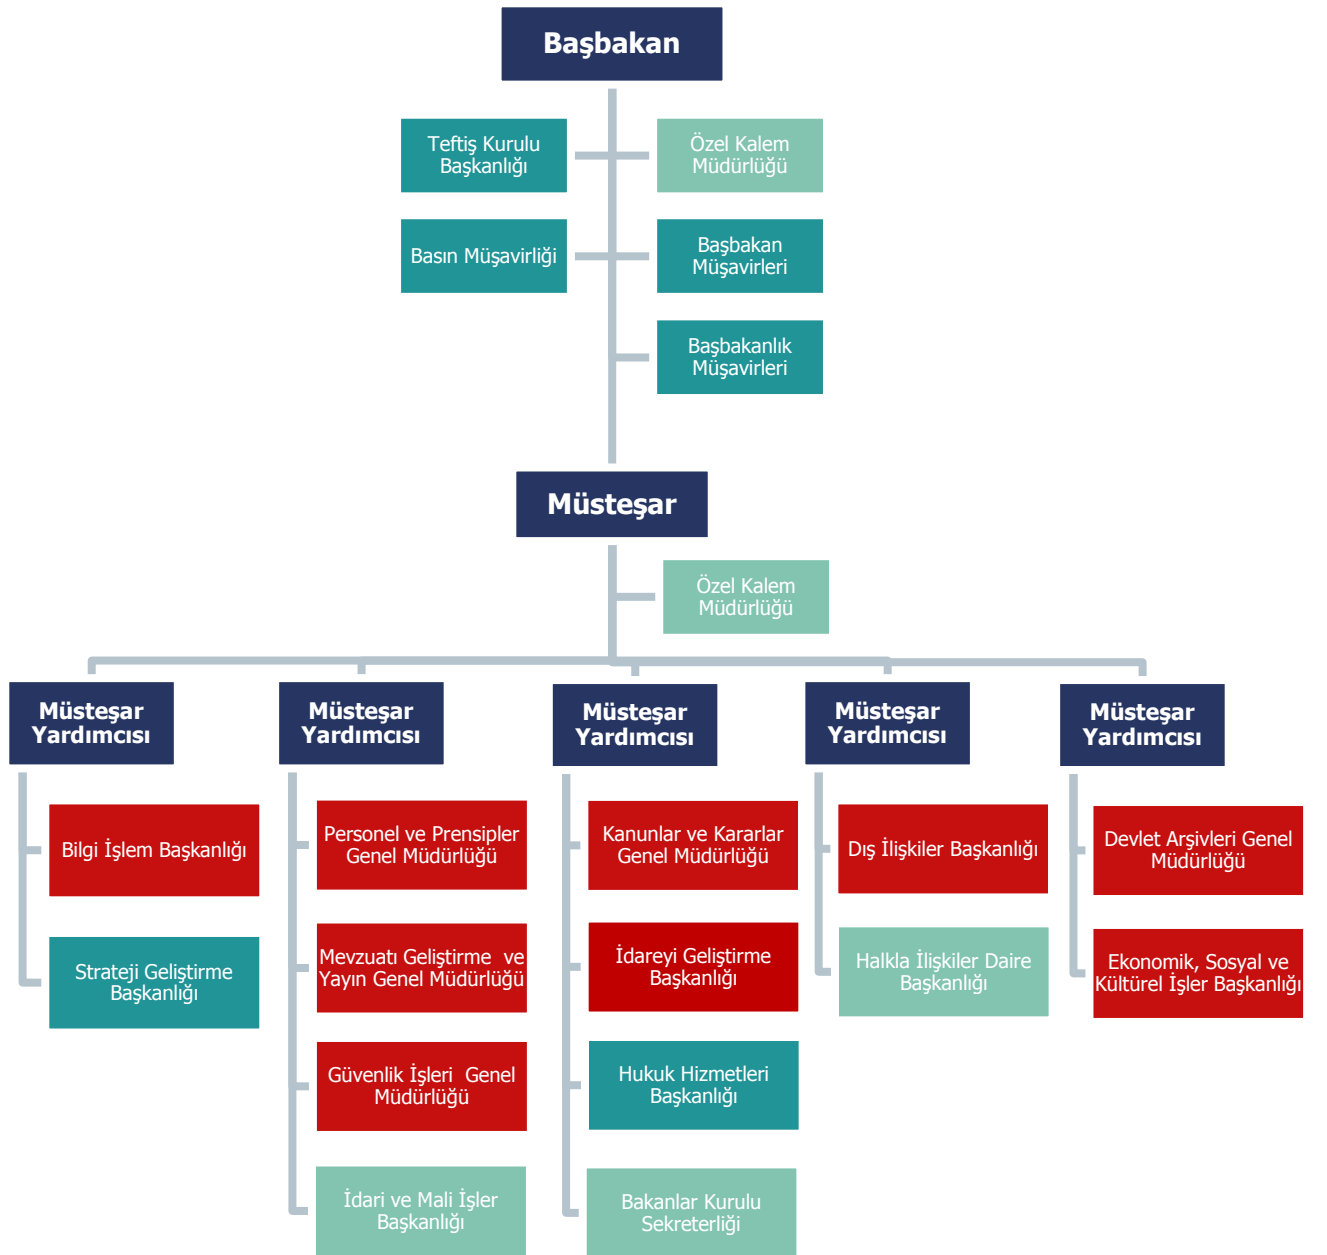 Başbakan
Teftiş Kurulu
Başkanlığı
Özel Kalem
Müdürlüğü
Basın Müşavirliği
Başbakan
Müşavirleri
Başbakanlık
Müşavirleri
Müsteşar
Özel Kalem
Müdürlüğü
Müsteşar
Yardımcısı
Müsteşar
Yardımcısı
Müsteşar
Yardımcısı
Müsteşar
Yardımcısı
Müsteşar
Yardımcısı
Bilgi İşlem Başkanlığı
Strateji Geliştirme
Başkanlığı
Personel ve Prensipler
Genel Müdürlüğü
Mevzuatı Geliştirme  ve
Yayın Genel Müdürlüğü
Güvenlik İşleri  Genel
Müdürlüğü
İdari ve Mali İşler
Başkanlığı
Kanunlar ve Kararlar
Genel Müdürlüğü
İdareyi Geliştirme
Başkanlığı
Hukuk Hizmetleri
Başkanlığı
Bakanlar Kurulu
Sekreterliği
Dış İlişkiler Başkanlığı
Halkla İlişkiler Daire
Başkanlığı
Devlet Arşivleri Genel
Müdürlüğü
Ekonomik, Sosyal ve
Kültürel İşler Başkanlığı